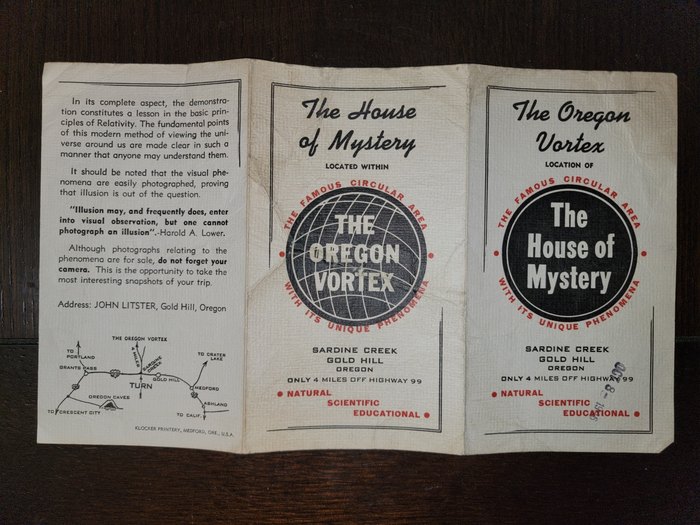 In its complete aspect, the demonstra-
tion constitutes a lesson in the basic prin-
ciples of Relativity. The fundamental points
of this modern method of viewing the uni-
verse around us are made clear in such a
manner that anyone may understand them.
It should be noted that the visual phe-
nomena are easily photographed, proving
that illusion is out of the question.
"Illusion may, and frequently does, enter
into visual observation, but one cannot
photograph an illusion".-Harold A. Lower.
Although photographs relating to the
phenomena are for sale, do not forget your
camera. This is the opportunity to take the
most interesting snapshots of your trip.
Address: JOHN LITSTER, Gold Hill, Oregon
THE OREGON VORTEX
TO
PORTLAND
4 MILES
SARDINE
CREEK
TO CRATER
LAKE
GRANTS PASS
GOLD HILL
TURN
MEDFORD
OREGON CAVES
ASHLAND
TO CRESCENT CITY
TO CALIF.
KLOCKER PRINTERY, MEDFORD, ORE., U.S.A.
The House
of Mystery
LOCATED WITHIN
THE FAMOUS CIRCULAR AREA
THE
OREGON
VORTEX
WITH ITS UNIQUE PHENOMENA
SARDINE CREEK
GOLD HILL
OREGON
ONLY 4 MILES OFF HIGHWAY 99
NATURAL
SCIENTIFIC
EDUCATIONAL
The Oregon
Vortex
LOCATION OF
THE FAMOUS CIRCULAR AREA
The
House of
Mystery
WITH ITS UNIQUE PHENOMENA
SARDINE CREEK
GOLD HILL
OREGON
ONLY 4 MILES OFF HIGHWAY 99
NATURAL
SCIENTIFIC
EDUCATIONAL
OCT 8-